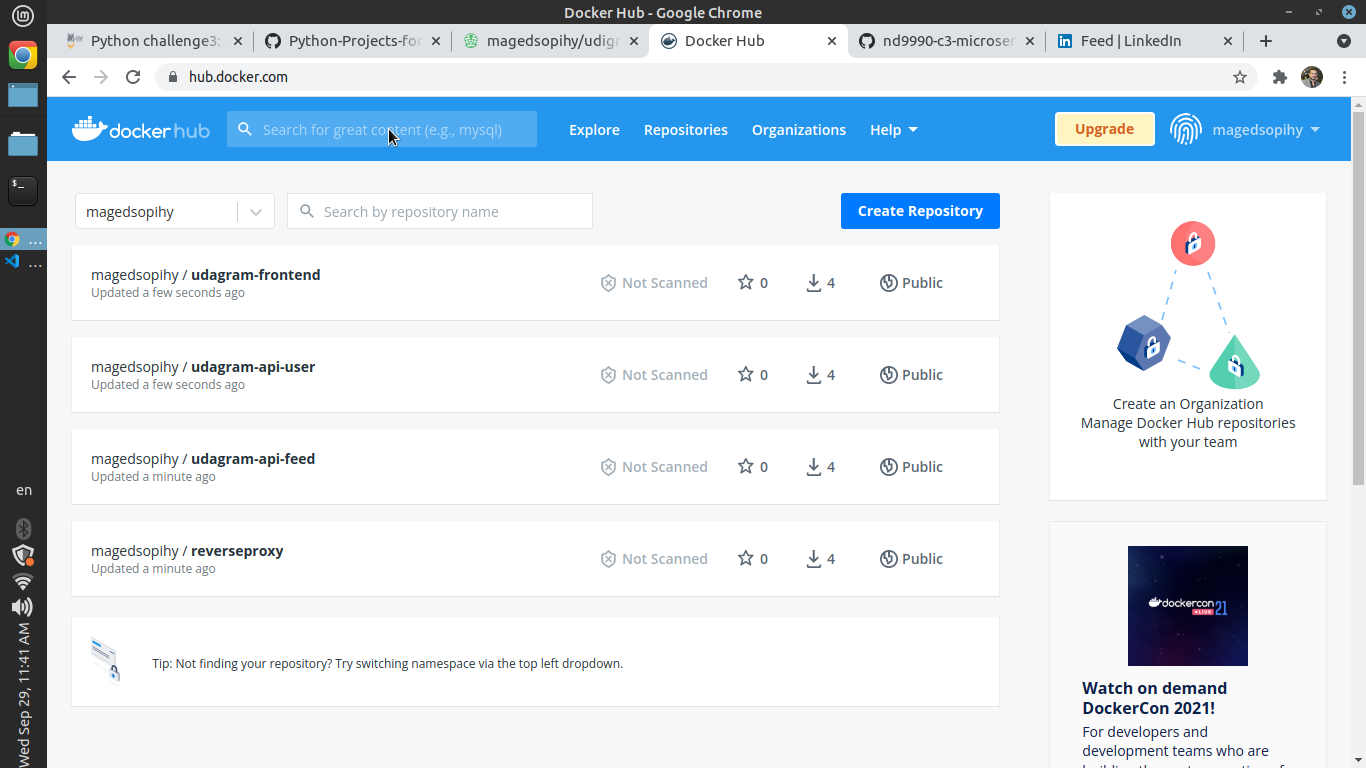 Docker Hub - Google Chrome
Python challenge3:
Python-Projects-for
magedsopihy/udigr
Docker Hub
nd9990-c3-microser
Feed | LinkedIn
hub.docker.com
dockerhub
Search for great content (e.g., mysql)
Explore
Repositories
Organizations
Help
Upgrade
magedsopihy
magedsopihy
Search by repository name
Create Repository
magedsopihy / udagram-frontend
Updated a few seconds ago
Not Scanned
0
4
Public
magedsopihy / udagram-api-user
Updated a few seconds ago
Not Scanned
0
4
Public
magedsopihy / udagram-api-feed
Updated a minute ago
Not Scanned
0
4
Public
magedsopihy / reverseproxy
Updated a minute ago
Not Scanned
0
4
Public
Tip: Not finding your repository? Try switching namespace via the top left dropdown.
Create an Organization
Manage Docker Hub repositories
with your team
dockercon
LIVE
21
Watch on demand
DockerCon 2021!
For developers and
development teams who are
...
...
en
Wed Sep 29, 11:41 AM